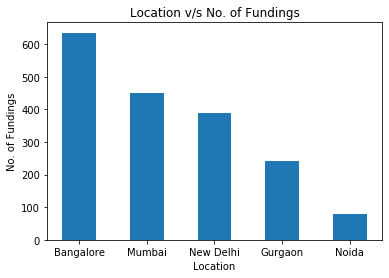 Location v/s No. of Fundings
No. of Fundings
600
500
400
300
200
100
0
Bangalore Mumbai New Delhi Gurgaon Noida
Location